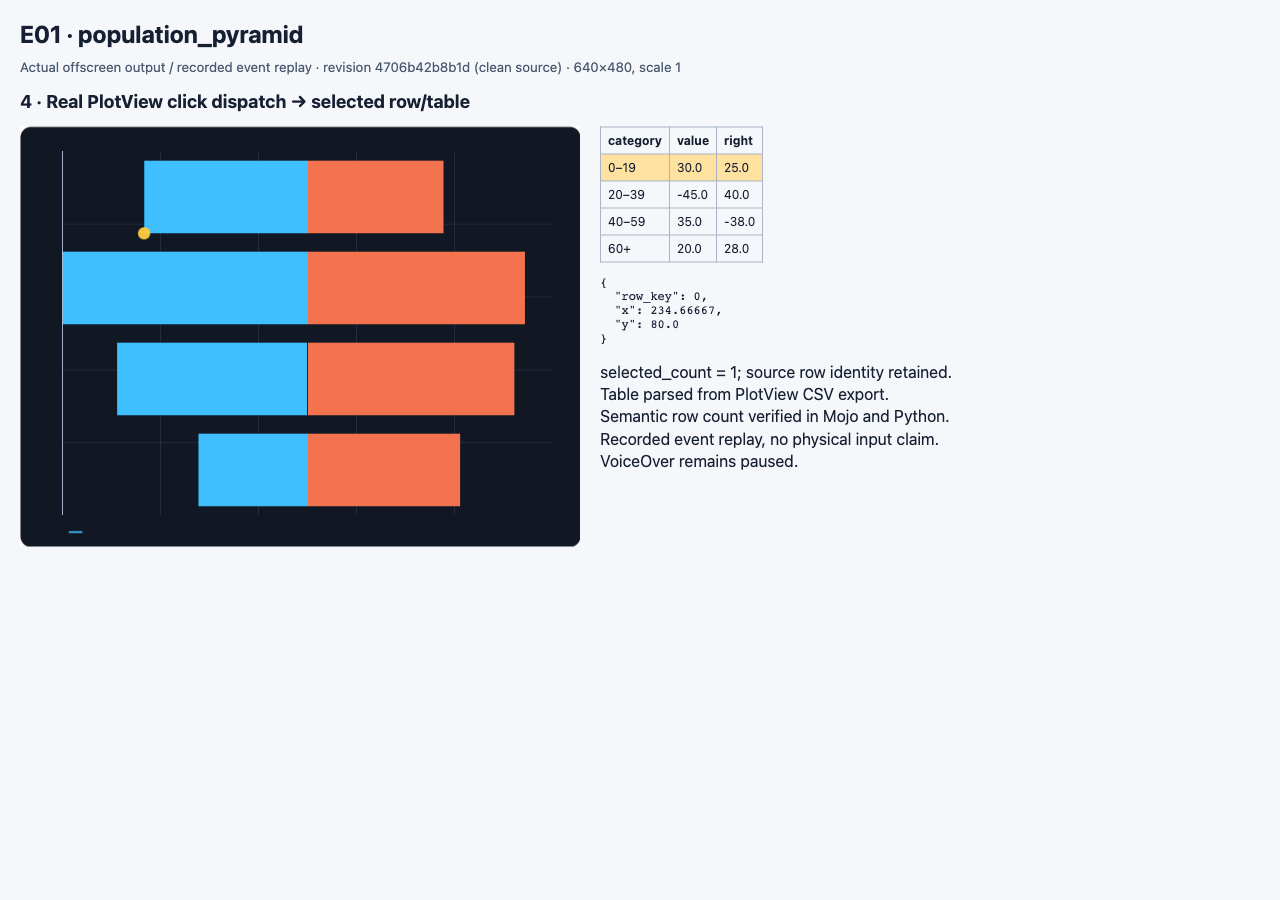 E01 · population_pyramid
Actual offscreen output / recorded event replay · revision 4706b42b8b1d (clean source) · 640×480, scale 1
4 · Real PlotView click dispatch → selected row/table
category value right
0–19 30.0 25.0
20–39 -45.0 40.0
40–59 35.0 -38.0
60+ 20.0 28.0
{
"row_key": 0,
"x": 234.66667,
"y": 80.0
}
selected_count = 1; source row identity retained.
Table parsed from PlotView CSV export.
Semantic row count verified in Mojo and Python.
Recorded event replay, no physical input claim.
VoiceOver remains paused.